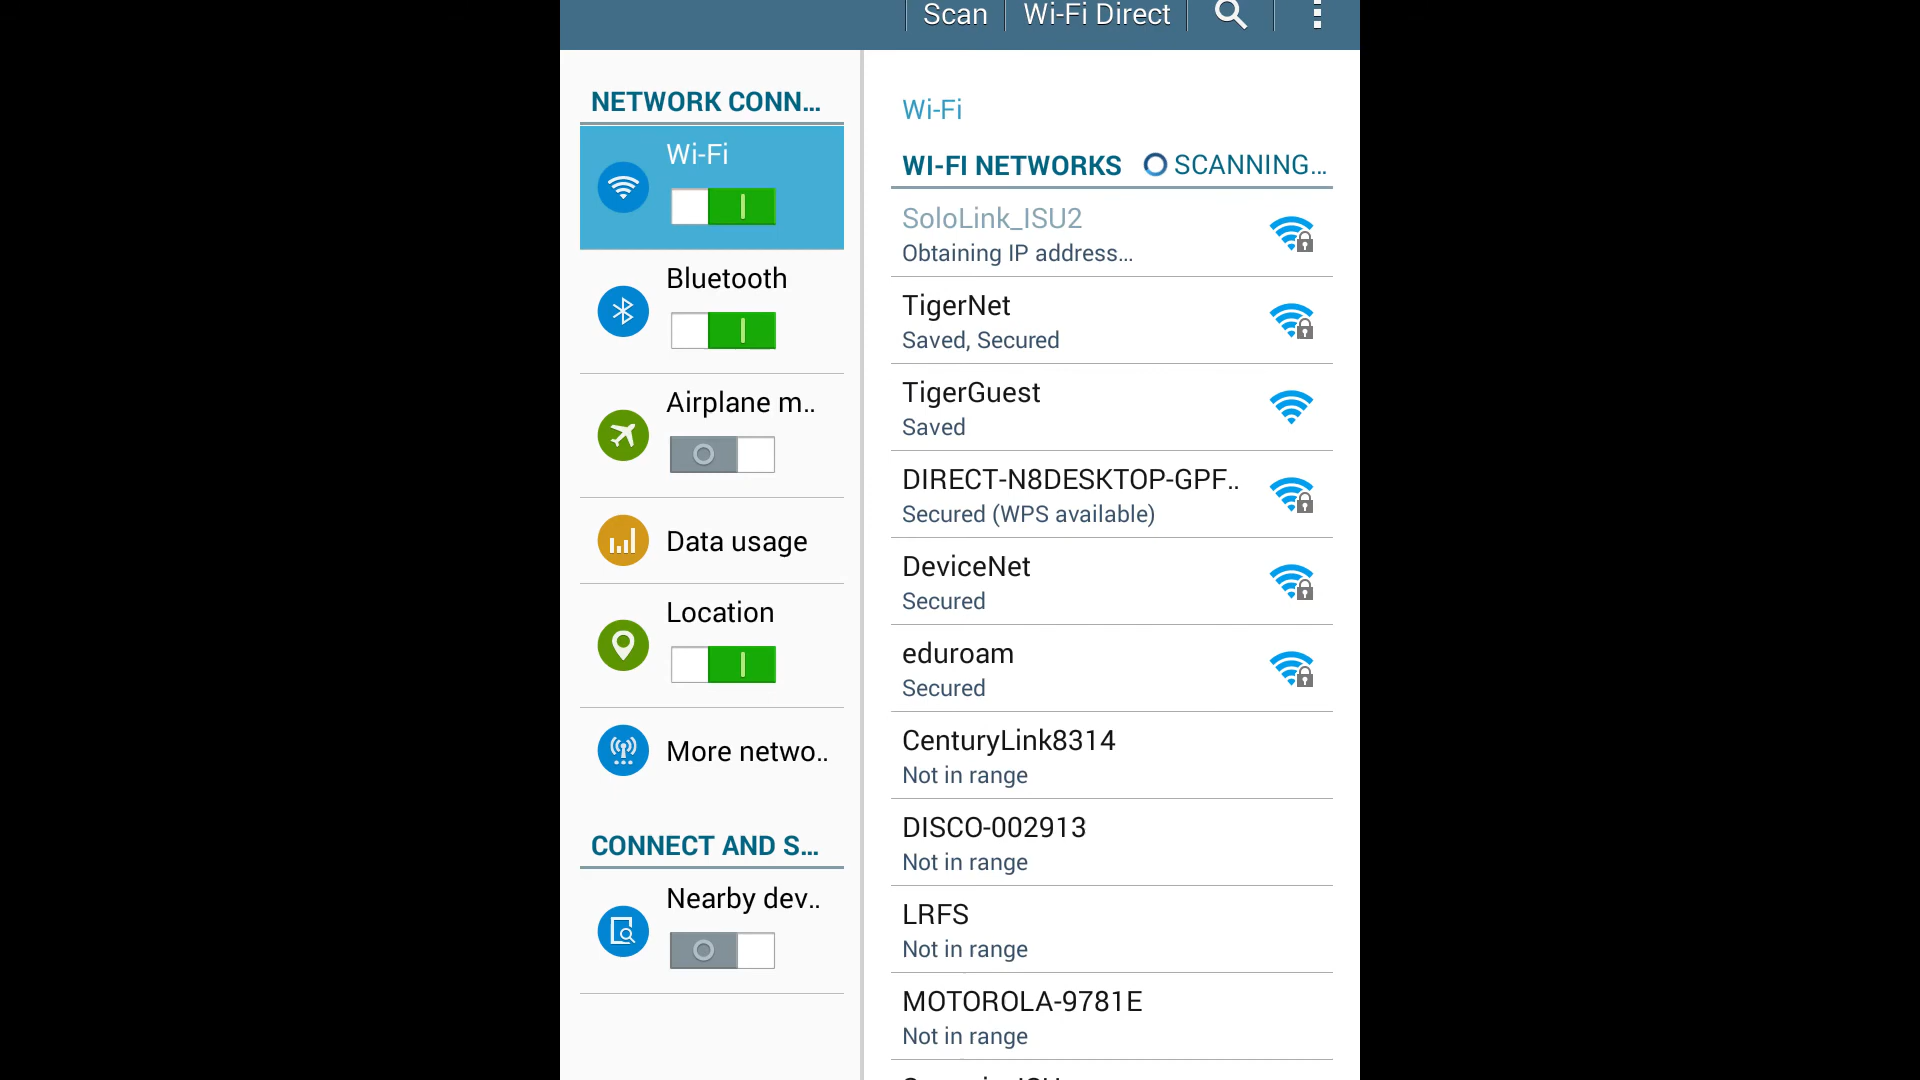 Scan
Wi-Fi Direct
NETWORK CONN...
Wi-Fi
Bluetooth
Airplane m..
Data usage
Location
More netwo..
CONNECT AND S...
Nearby dev..
Wi-Fi
WI-FI NETWORKS
SCANNING...
SoloLink_ISU2
Obtaining IP address...
TigerNet
Saved, Secured
TigerGuest
Saved
DIRECT-N8DESKTOP-GPF..
Secured (WPS available)
DeviceNet
Secured
eduroam
Secured
CenturyLink8314
Not in range
DISCO-002913
Not in range
LRFS
Not in range
MOTOROLA-9781E
Not in range